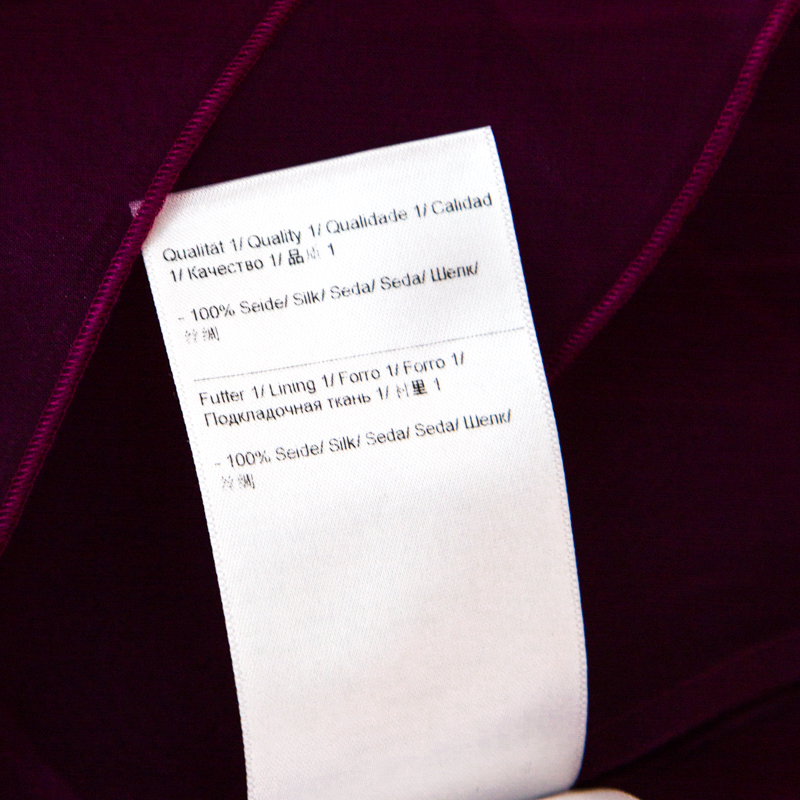 Qualität 1/ Quality 1/ Qualidade 1/ Calidad
1/ Качество 1/ 品质 1
- 100% Seide/ Silk/ Seda/ Seda/ Шелк/
Futter 1/ Lining 1/ Forro 1/ Forro 1/
Подкладочная ткань 1/ 衬里 1
- 100% Seide/ Silk/ Seda/ Seda/ Шелк/